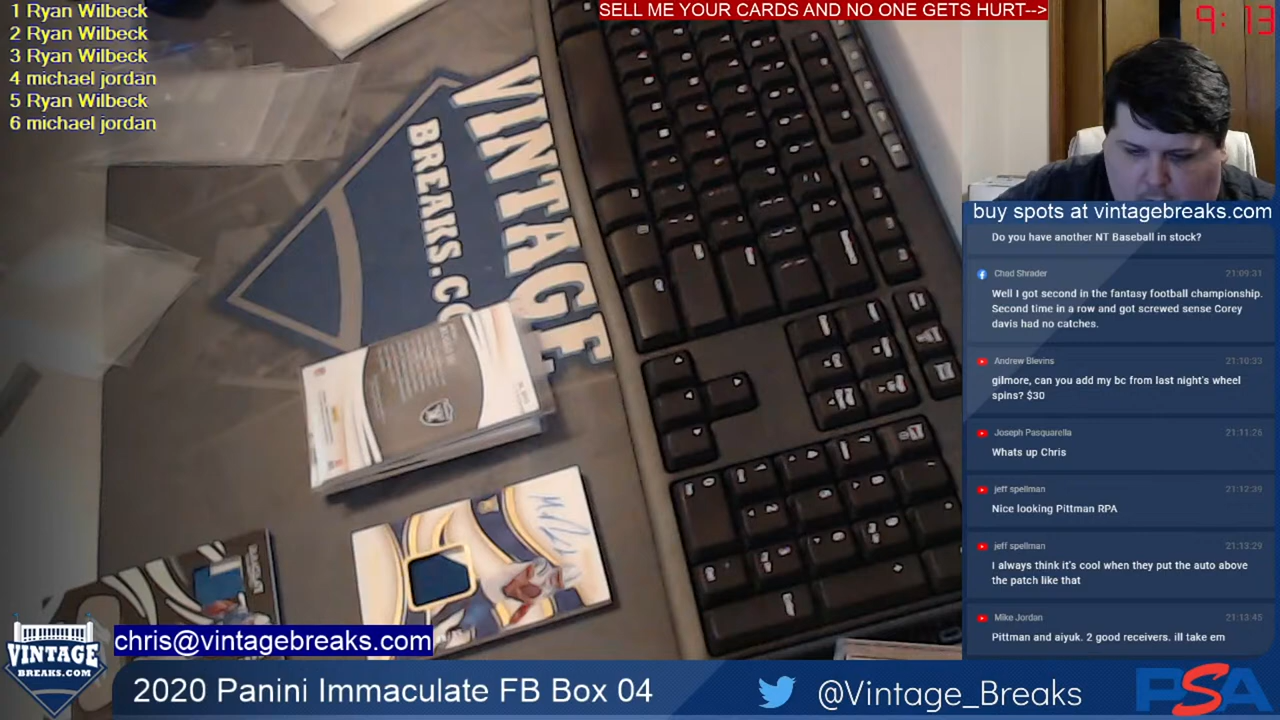 1 Ryan Wilbeck
2 Ryan Wilbeck
3 Ryan Wilbeck
4 michael jordan
5 Ryan Wilbeck
6 michael jordan
SELL ME YOUR CARDS AND NO ONE GETS HURT-->
9:13
VINTAGE
BREAKS.CO
buy spots at vintagebreaks.com
Do you have another NT Baseball in stock?
Chad Shrader 21:09:31
Well I got second in the fantasy football championship.
Second time in a row and got screwed sense Corey
davis had no catches.
Andrew Blevins 21:10:33
gilmore, can you add my bc from last night's wheel
spins? $30
Joseph Pasquarella 21:11:26
Whats up Chris
jeff spellman 21:12:39
Nice looking Pittman RPA
jeff spellman 21:13:29
I always think it's cool when they put the auto above
the patch like that
Mike Jordan 21:13:45
Pittman and aiyuk. 2 good receivers. ill take em
chris@vintagebreaks.com
VINTAGE
BREAKS.COM
2020 Panini Immaculate FB Box 04
@Vintage_Breaks
PSA